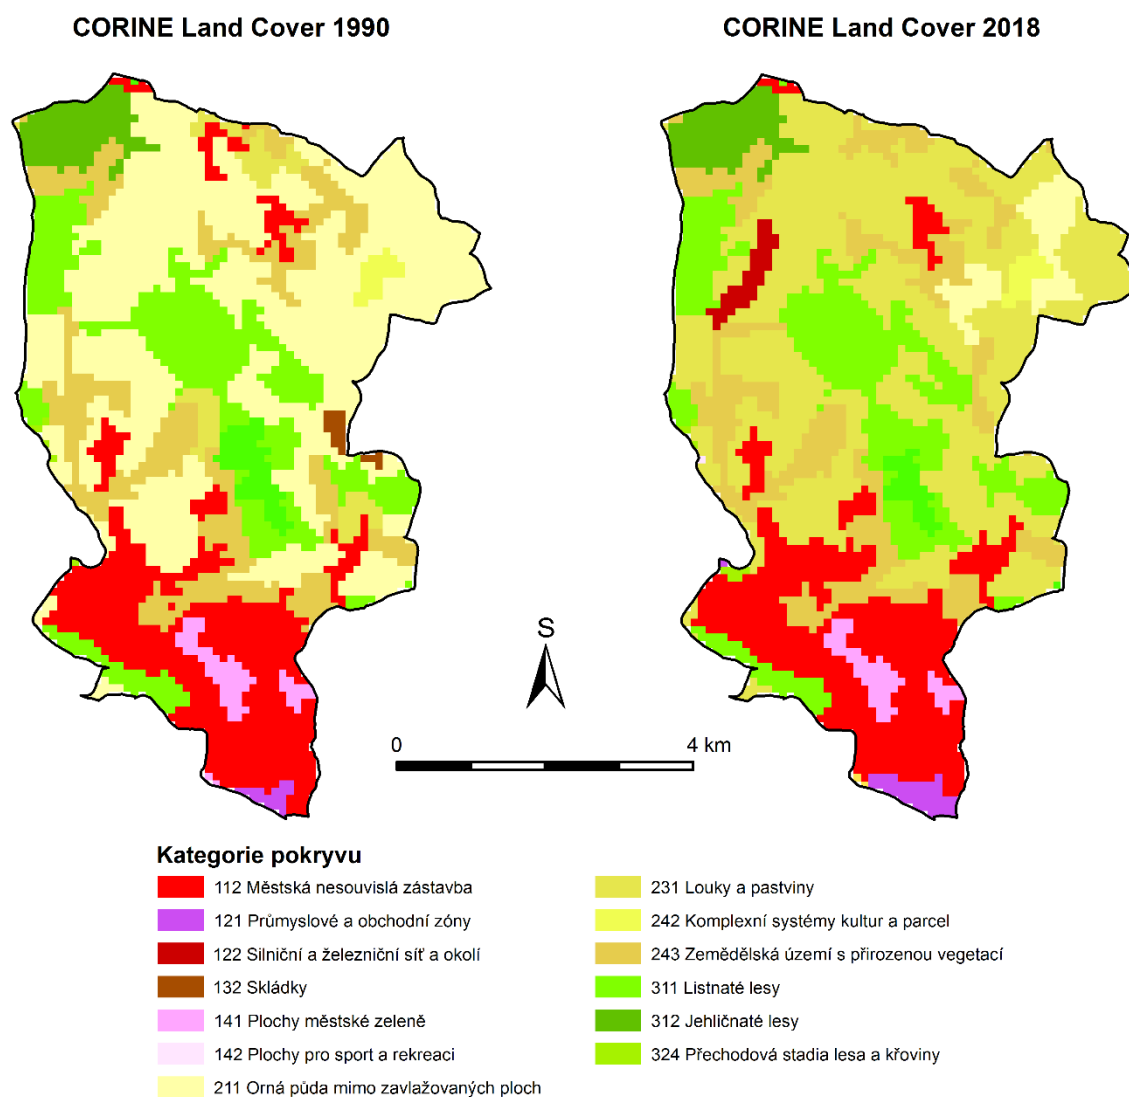 CORINE Land Cover 1990
CORINE Land Cover 2018
S
0
4 km
Kategorie pokryvu
112 Městská nesouvislá zástavba
121 Průmyslové a obchodní zóny
122 Silniční a železniční síť a okolí
132 Skládky
141 Plochy městské zeleně
142 Plochy pro sport a rekreaci
211 Orná půda mimo zavlažovaných ploch
231 Louky a pastviny
242 Komplexní systémy kultur a parcel
243 Zemědělská území s přirozenou vegetací
311 Listnaté lesy
312 Jehličnaté lesy
324 Přechodová stadia lesa a křoviny